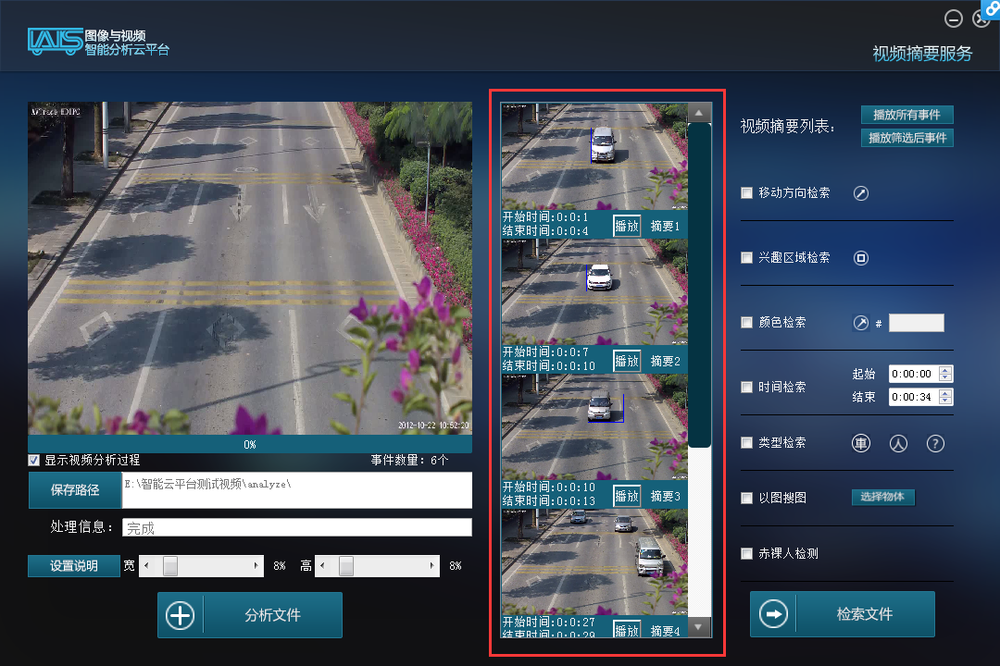 IAIS
图像与视频
智能分析云平台
视频摘要服务
2012-10-22 10:52:20
0%
显示视频分析过程
事件数量：6个
保存路径
E:\智能云平台测试视频\analyze\
处理信息：
完成
设置说明
宽
8%
高
8%
分析文件
开始时间:0:0:1
结束时间:0:0:4
播放
摘要1
开始时间:0:0:7
结束时间:0:0:10
播放
摘要2
开始时间:0:0:10
结束时间:0:0:13
播放
摘要3
开始时间:0:0:27
结束时间:0:0:29
播放
摘要4
视频摘要列表：
播放所有事件
播放筛选后事件
移动方向检索
兴趣区域检索
颜色检索
#
时间检索
起始
0:00:00
结束
0:00:34
类型检索
車
人
?
以图搜图
选择物体
赤裸人检测
检索文件